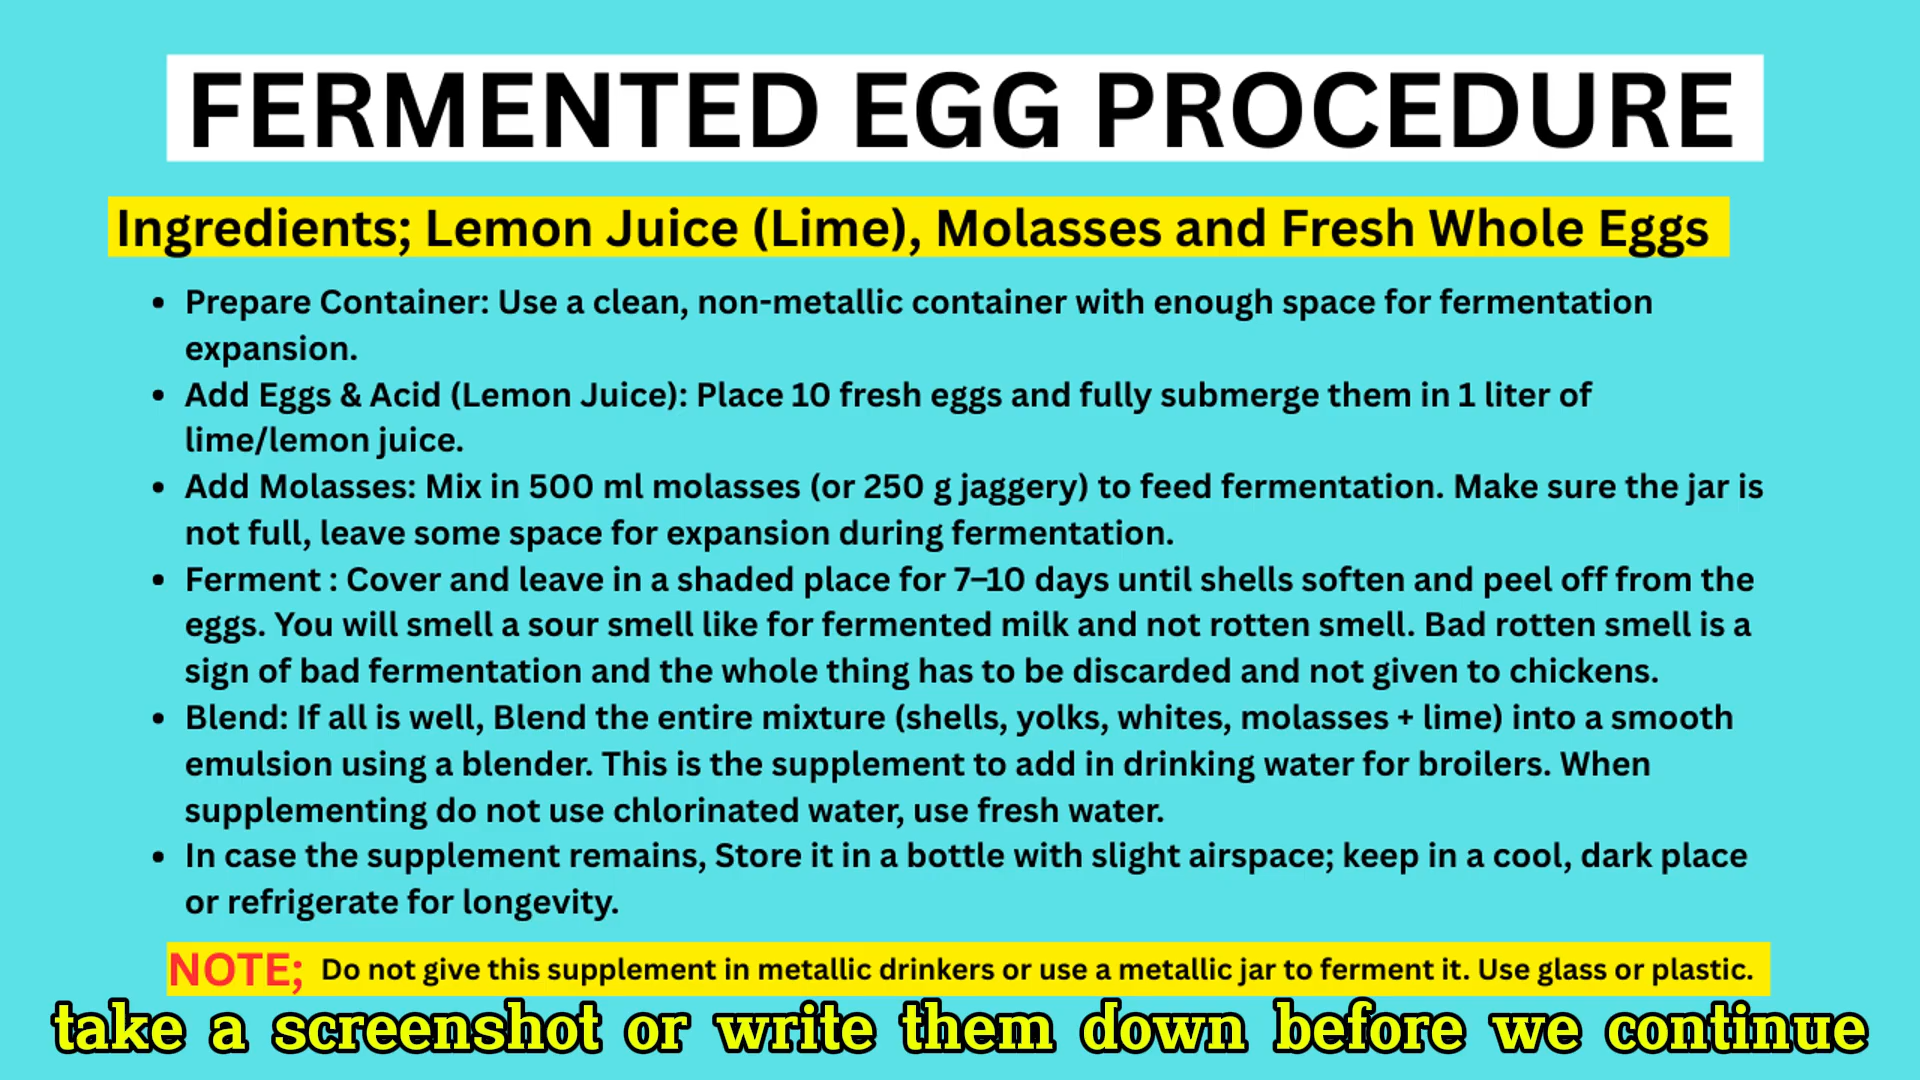 FERMENTED EGG PROCEDURE
Ingredients; Lemon Juice (Lime), Molasses and Fresh Whole Eggs
• Prepare Container: Use a clean, non-metallic container with enough space for fermentation
expansion.
• Add Eggs & Acid (Lemon Juice): Place 10 fresh eggs and fully submerge them in 1 liter of
lime/lemon juice.
• Add Molasses: Mix in 500 ml molasses (or 250 g jaggery) to feed fermentation. Make sure the jar is
not full, leave some space for expansion during fermentation.
• Ferment : Cover and leave in a shaded place for 7–10 days until shells soften and peel off from the
eggs. You will smell a sour smell like for fermented milk and not rotten smell. Bad rotten smell is a
sign of bad fermentation and the whole thing has to be discarded and not given to chickens.
• Blend: If all is well, Blend the entire mixture (shells, yolks, whites, molasses + lime) into a smooth
emulsion using a blender. This is the supplement to add in drinking water for broilers. When
supplementing do not use chlorinated water, use fresh water.
• In case the supplement remains, Store it in a bottle with slight airspace; keep in a cool, dark place
or refrigerate for longevity.
NOTE; Do not give this supplement in metallic drinkers or use a metallic jar to ferment it. Use glass or plastic.
take a screenshot or write them down before we continue